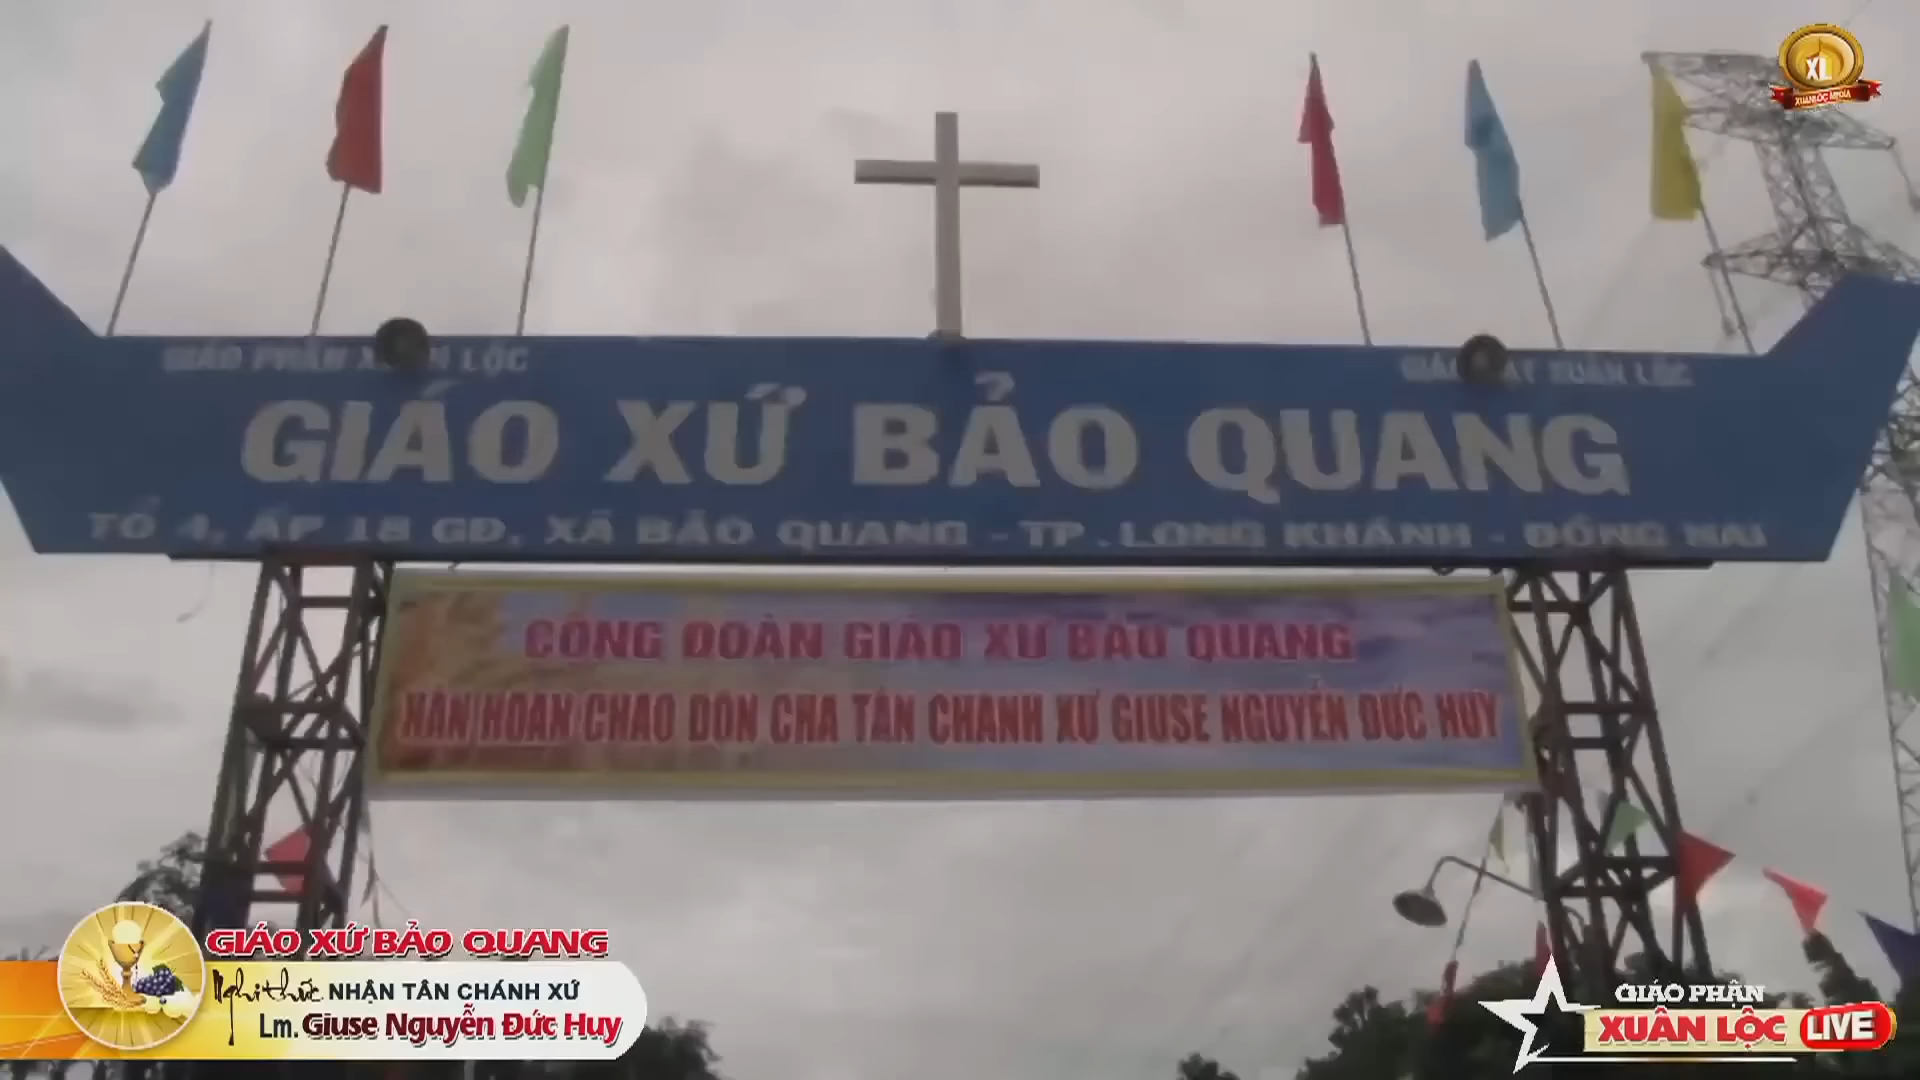 XL
XUANLOC MEDIA
GIÁO PHẬN XUÂN LỘC
GIÁO HẠT XUÂN LỘC
GIÁO XỨ BẢO QUANG
TỔ 4, ẤP 18 GĐ, XÃ BẢO QUANG - TP. LONG KHÁNH - ĐỒNG NAI
CỘNG ĐOÀN GIÁO XỨ BẢO QUANG
HÂN HOAN CHÀO ĐÓN CHA TÂN CHÁNH XỨ GIUSE NGUYỄN ĐỨC HUY
GIÁO XỨ BẢO QUANG
Nghi thức NHẬN TÂN CHÁNH XỨ
Lm. Giuse Nguyễn Đức Huy
GIÁO PHẬN
XUÂN LỘC LIVE